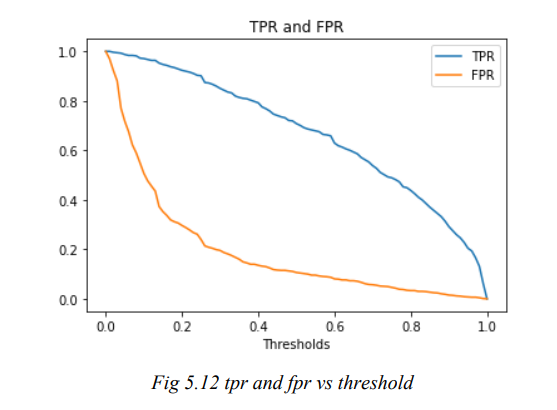 TPR and FPR
1.0
0.8
0.6
0.4
0.2
0.0
TPR
FPR
0.0 0.2 0.4 0.6 0.8 1.0
Thresholds
Fig 5.12 tpr and fpr vs threshold